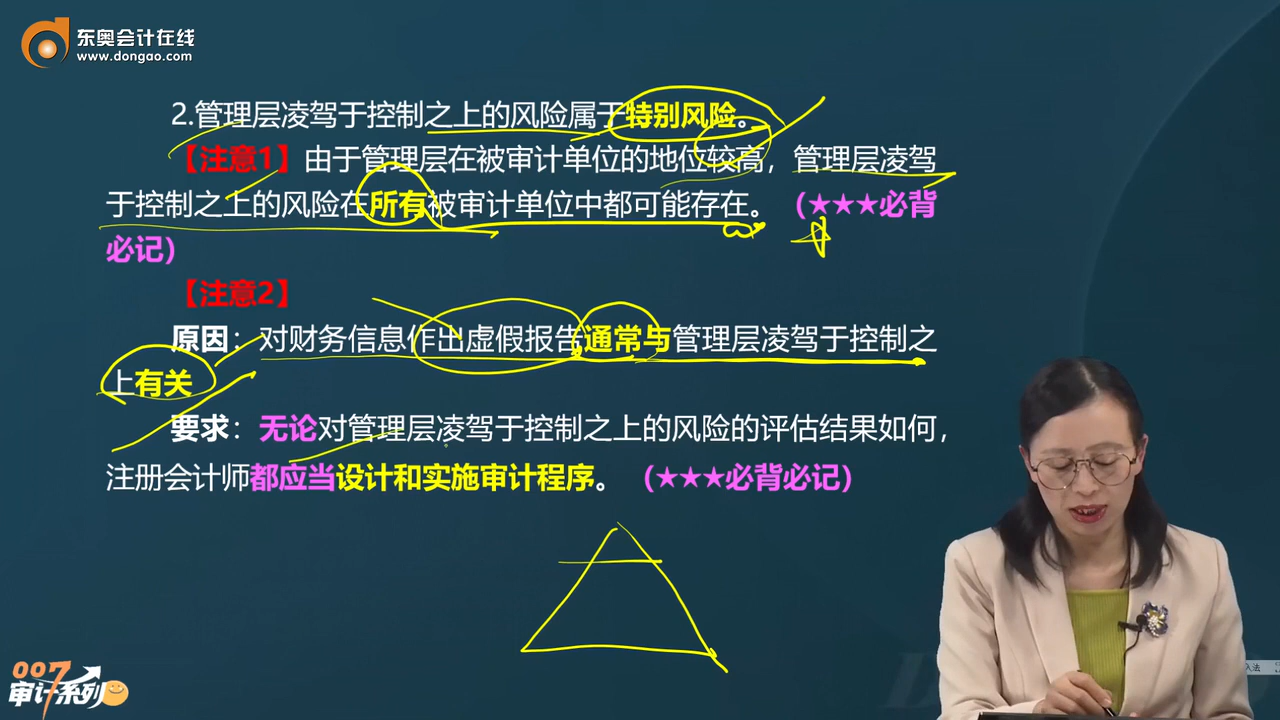 东奥会计在线
www.dongao.com
2.管理层凌驾于控制之上的风险属于特别风险。
【注意1】由于管理层在被审计单位的地位较高，管理层凌驾
于控制之上的风险在所有被审计单位中都可能存在。（★★★必背
必记）
【注意2】
原因：对财务信息作出虚假报告通常与管理层凌驾于控制之
上有关
要求：无论对管理层凌驾于控制之上的风险的评估结果如何，
注册会计师都应当设计和实施审计程序。（★★★必背必记）
007
审计系列
入法